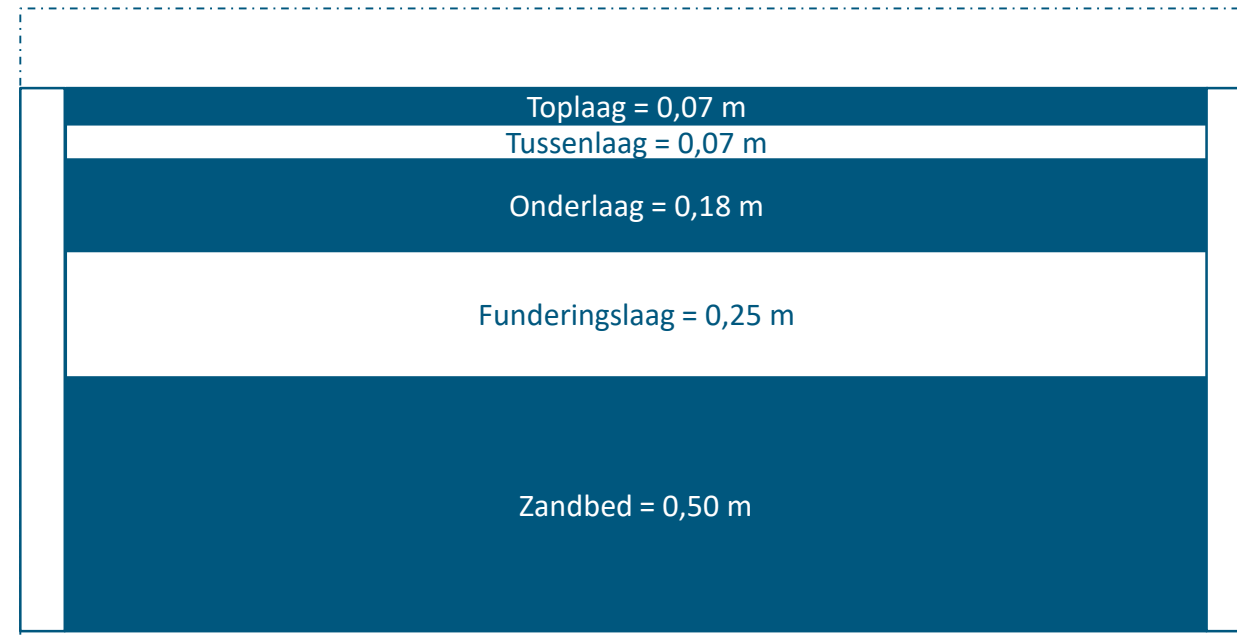 Toplaag = 0,07 m
Tussenlaag = 0,07 m
Onderlaag = 0,18 m
Funderingslaag = 0,25 m
Zandbed = 0,50 m